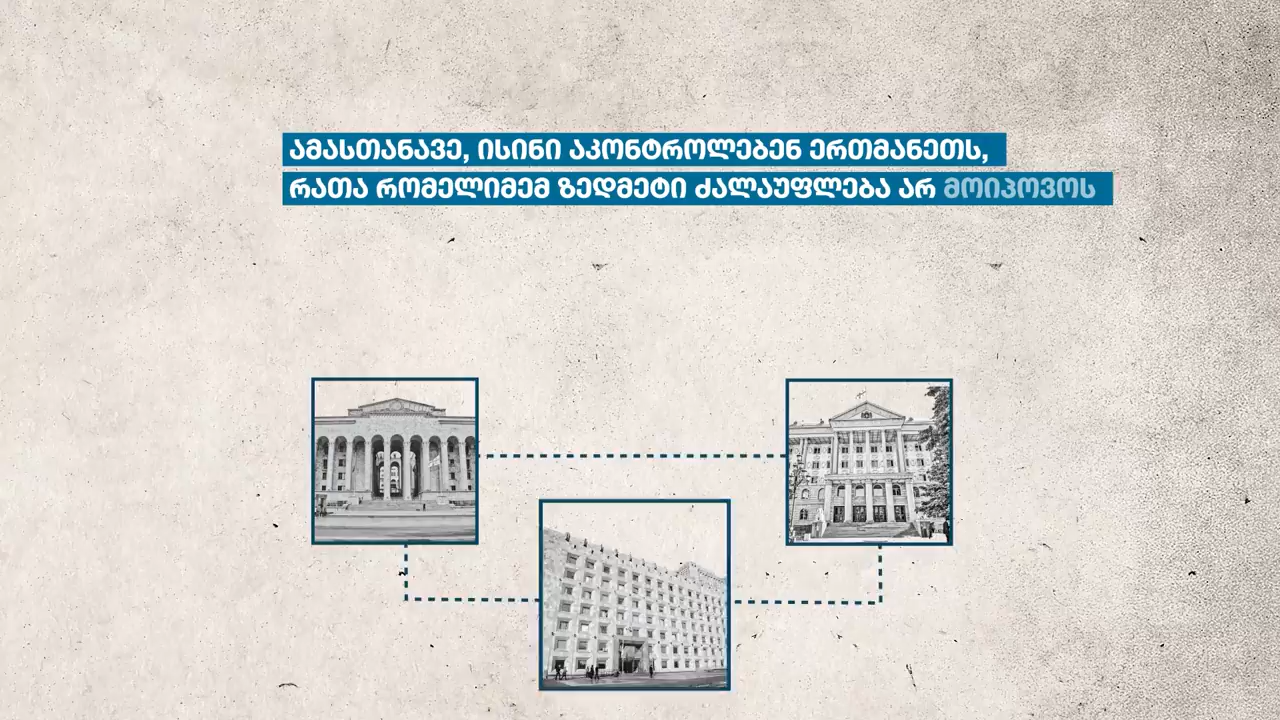 ამასთანავე, ისინი აკონტროლებენ ერთმანეთს,
რათა რომელიმემ ზედმეტი ძალაუფლება არ მოიპოვოს